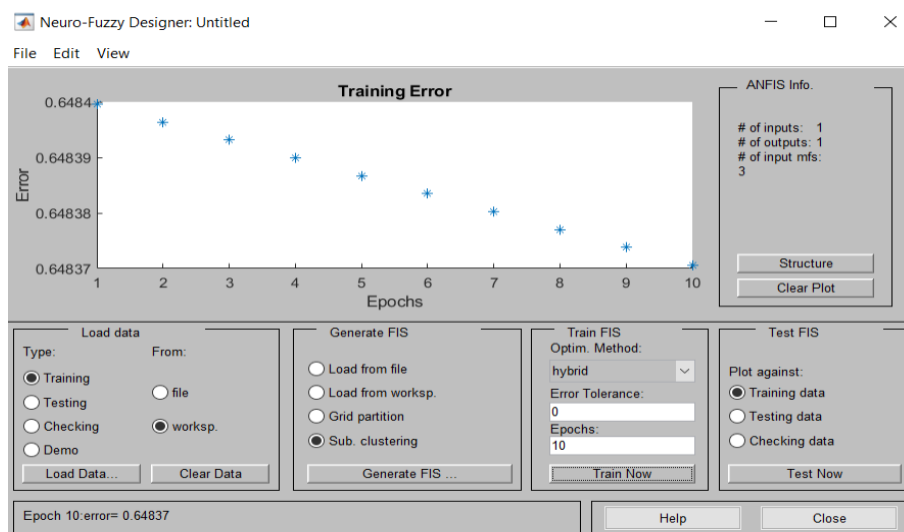 Neuro-Fuzzy Designer: Untitled
File Edit View
Training Error
0.6484
0.64839
0.64838
0.64837
Error
1 2 3 4 5 6 7 8 9 10
Epochs
ANFIS Info.
# of inputs: 1
# of outputs: 1
# of input mfs:
3
Structure
Clear Plot
Load data
Type: From:
Training
file
Testing
Checking
worksp.
Demo
Load Data... Clear Data
Generate FIS
Load from file
Load from worksp.
Grid partition
Sub. clustering
Generate FIS ...
Train FIS
Optim. Method:
hybrid
Error Tolerance:
0
Epochs:
10
Train Now
Test FIS
Plot against:
Training data
Testing data
Checking data
Test Now
Epoch 10:error= 0.64837
Help Close